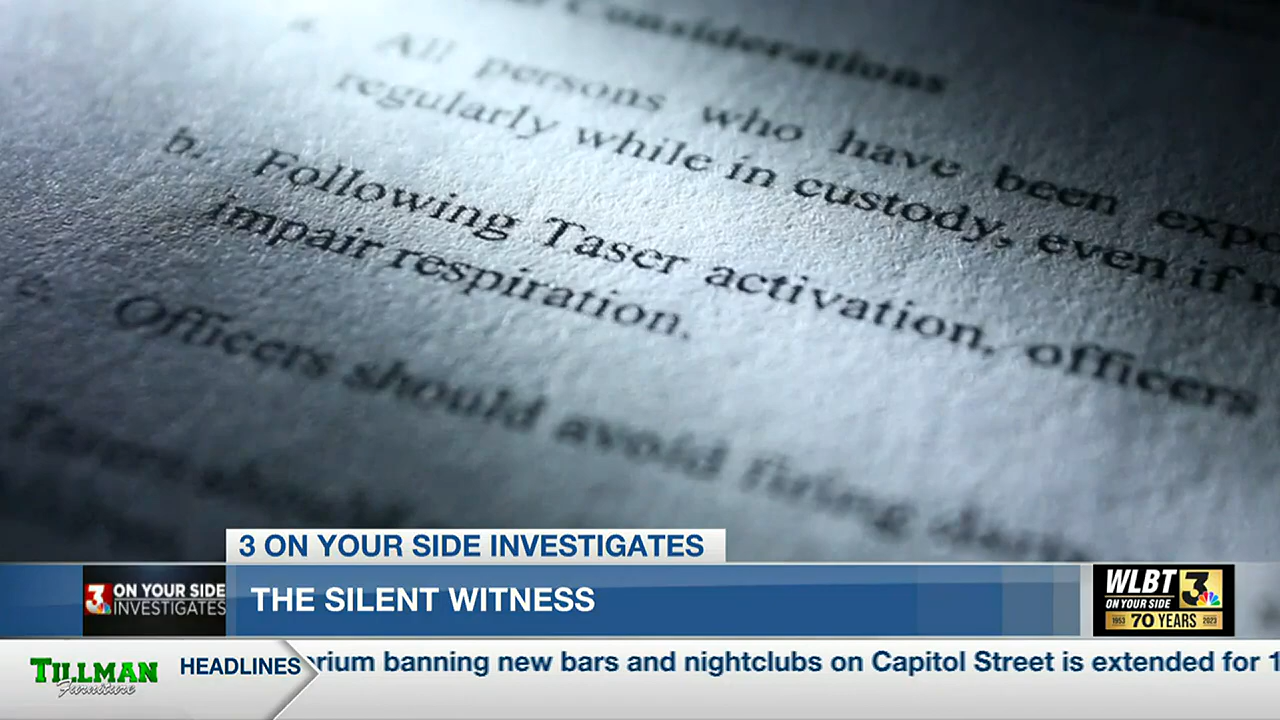 Considerations
All persons who have been expo
regularly while in custody, even if
b. Following Taser activation, officers
impair respiration.
c. Officers should avoid firing darts
3 ON YOUR SIDE INVESTIGATES
3 ON YOUR SIDE INVESTIGATES
THE SILENT WITNESS
WLBT 3
ON YOUR SIDE
1953 70 YEARS 2023
TILLMAN Furniture
HEADLINES
orium banning new bars and nightclubs on Capitol Street is extended for 1